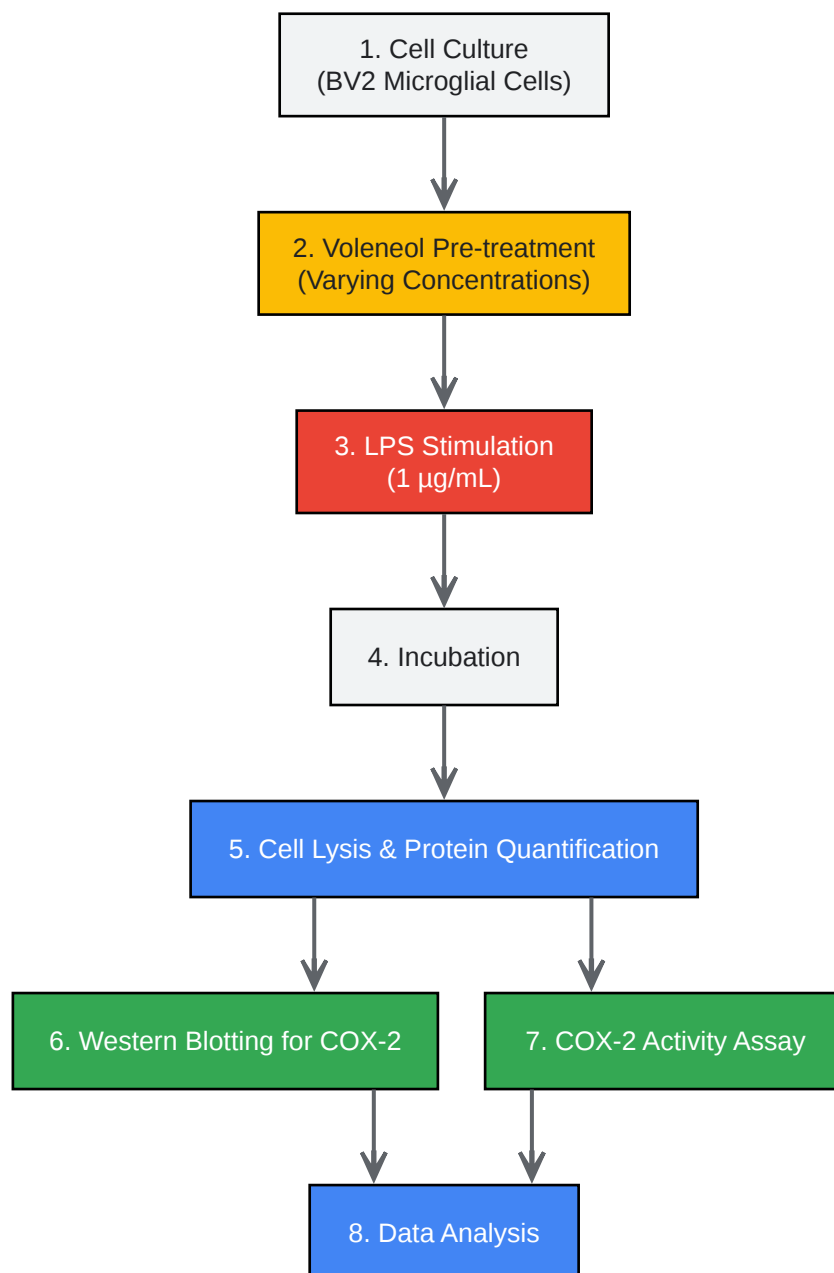 1. Cell Culture
(BV2 Microglial Cells)
2. Voleneol Pre-treatment
(Varying Concentrations)
3. LPS Stimulation
(1 µg/mL)
4. Incubation
5. Cell Lysis & Protein Quantification
6. Western Blotting for COX-2
7. COX-2 Activity Assay
8. Data Analysis